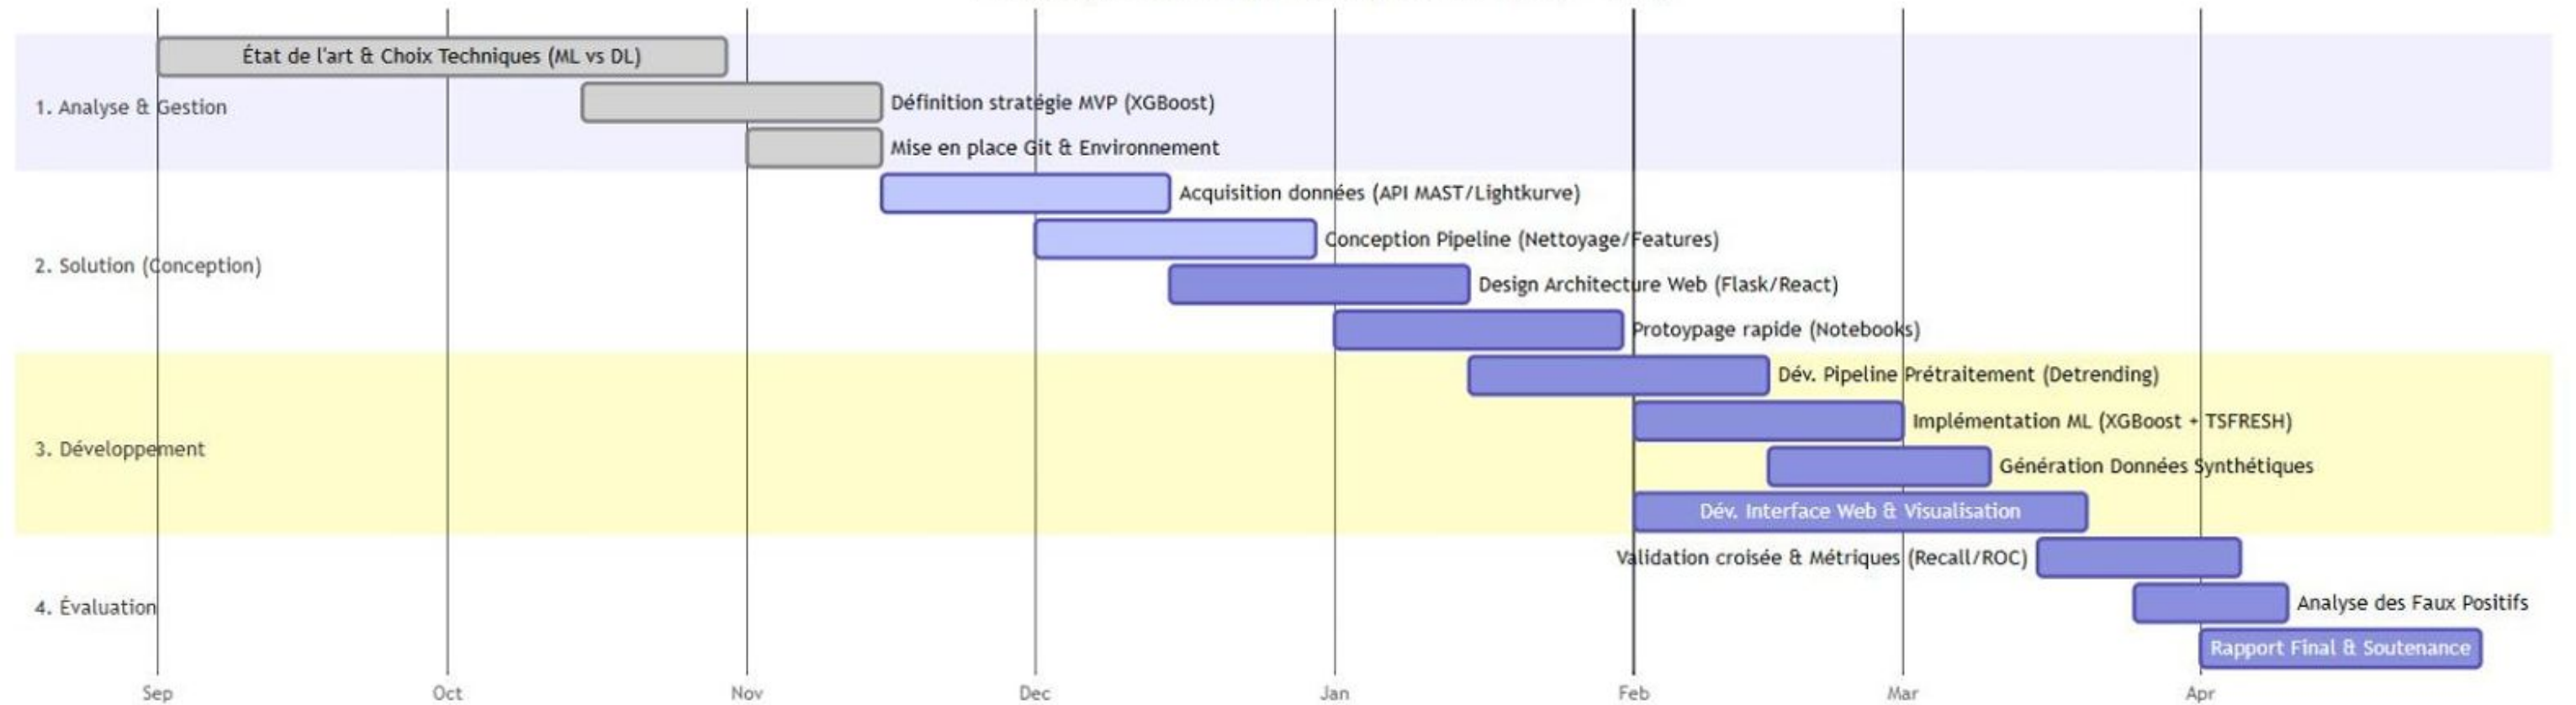 État de l'art & Choix Techniques (ML vs DL)
1. Analyse & Gestion
Définition stratégie MVP (XGBoost)
Mise en place Git & Environnement
Acquisition données (API MAST/Lightkurve)
Conception Pipeline (Nettoyage/Features)
2. Solution (Conception)
Design Architecture Web (Flask/React)
Protoypage rapide (Notebooks)
Dév. Pipeline Prétraitement (Detrending)
Implémentation ML (XGBoost + TSFRESH)
3. Développement
Génération Données Synthétiques
Dév. Interface Web & Visualisation
Validation croisée & Métriques (Recall/ROC)
4. Évaluation
Analyse des Faux Positifs
Rapport Final & Soutenance
Sep Oct Nov Dec Jan Feb Mar Apr